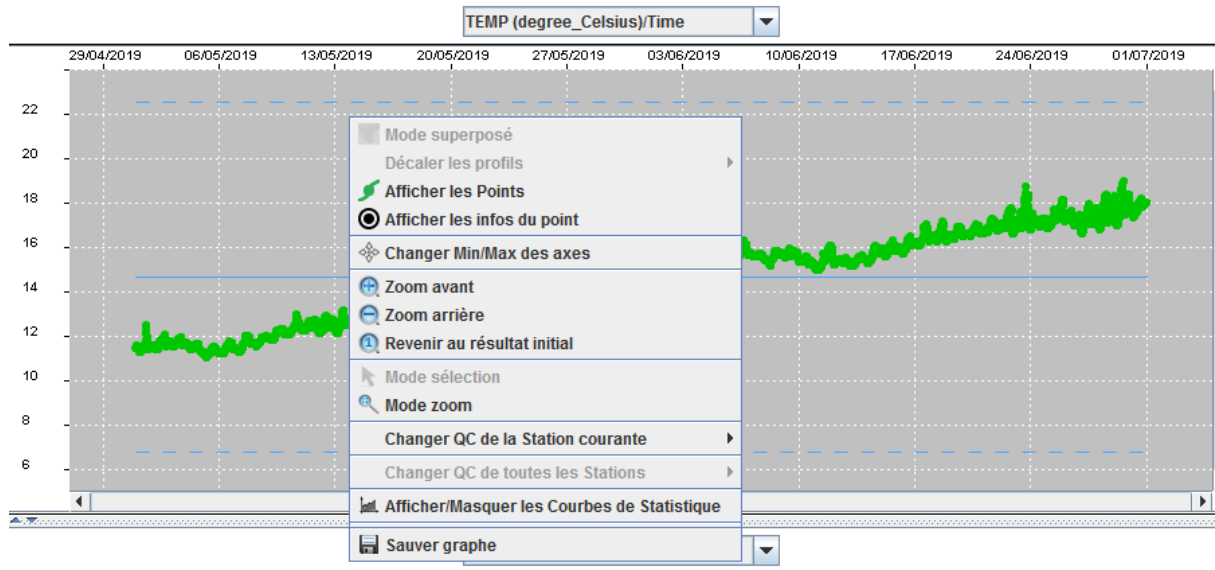 TEMP (degree_Celsius)/Time
29/04/2019 06/05/2019 13/05/2019 20/05/2019 27/05/2019 03/06/2019 10/06/2019 17/06/2019 24/06/2019 01/07/2019
22
20
18
16
14
12
10
8
6
Mode superposé
Décaler les profils
Afficher les Points
Afficher les infos du point
Changer Min/Max des axes
Zoom avant
Zoom arrière
Revenir au résultat initial
Mode sélection
Mode zoom
Changer QC de la Station courante
Changer QC de toutes les Stations
Afficher/Masquer les Courbes de Statistique
Sauver graphe